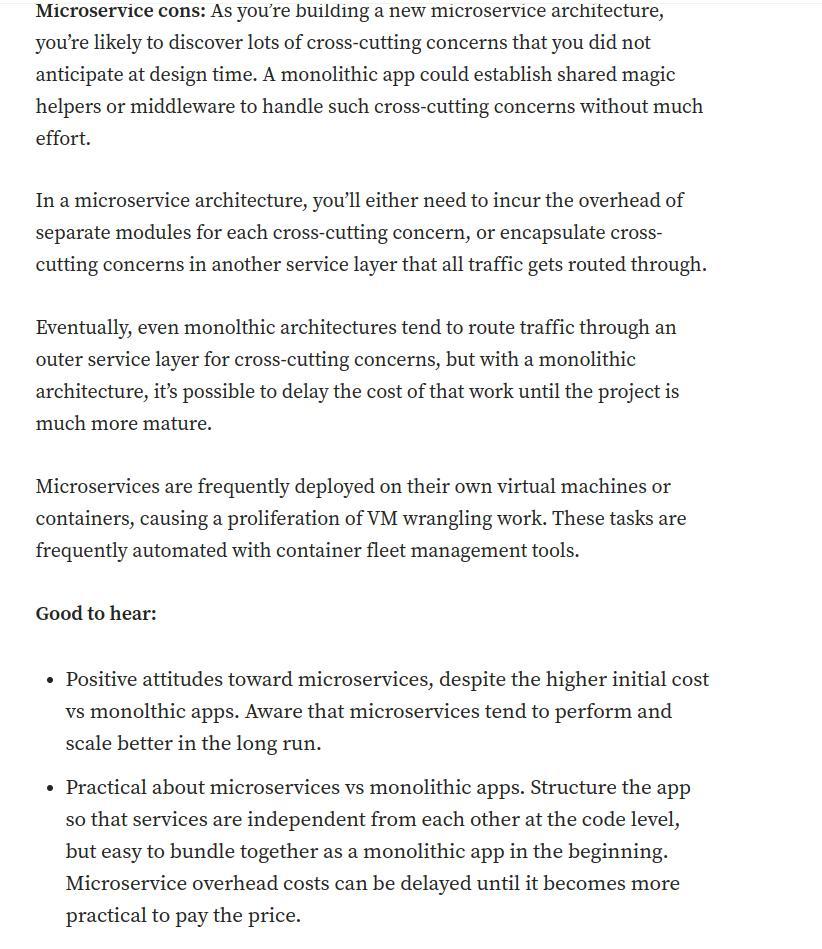 Microservice cons: As you’re building a new microservice architecture,
you’re likely to discover lots of cross-cutting concerns that you did not
anticipate at design time. A monolithic app could establish shared magic
helpers or middleware to handle such cross-cutting concerns without much
effort.
In a microservice architecture, you’ll either need to incur the overhead of
separate modules for each cross-cutting concern, or encapsulate cross-
cutting concerns in another service layer that all traffic gets routed through.
Eventually, even monolthic architectures tend to route traffic through an
outer service layer for cross-cutting concerns, but with a monolithic
architecture, it’s possible to delay the cost of that work until the project is
much more mature.
Microservices are frequently deployed on their own virtual machines or
containers, causing a proliferation of VM wrangling work. These tasks are
frequently automated with container fleet management tools.
Good to hear:
• Positive attitudes toward microservices, despite the higher initial cost
vs monolthic apps. Aware that microservices tend to perform and
scale better in the long run.
• Practical about microservices vs monolithic apps. Structure the app
so that services are independent from each other at the code level,
but easy to bundle together as a monolithic app in the beginning.
Microservice overhead costs can be delayed until it becomes more
practical to pay the price.